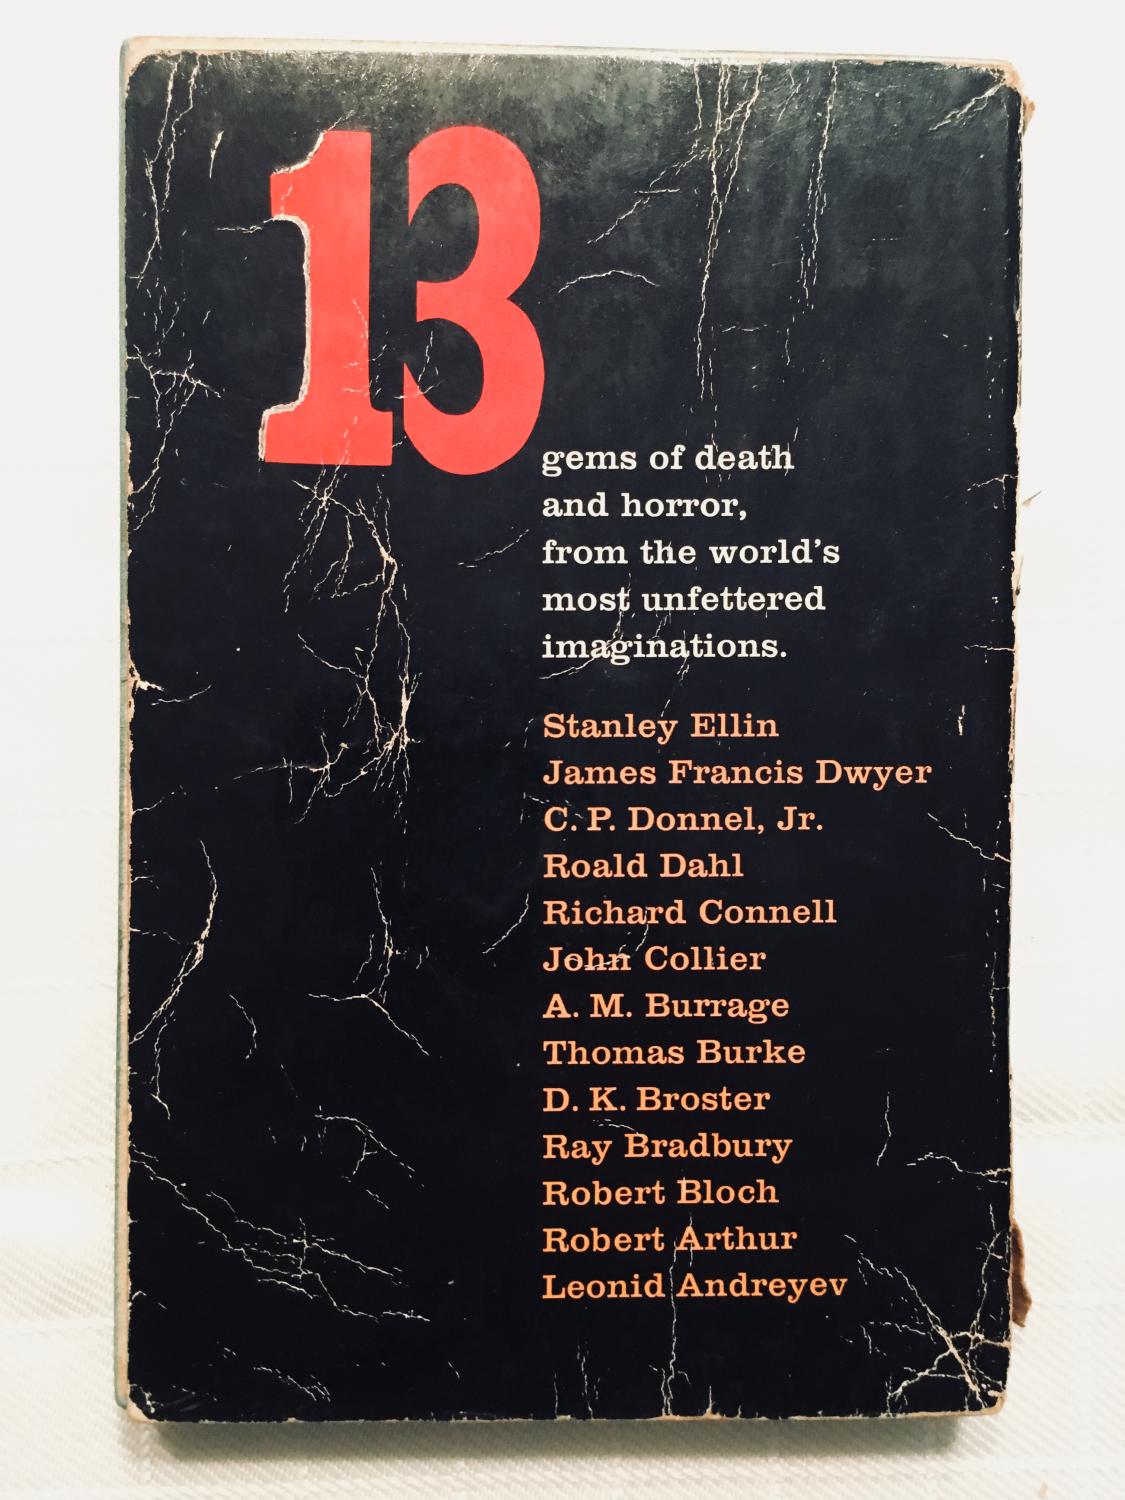 13
gems of death
and horror,
from the world's
most unfettered
imaginations.
Stanley Ellin
James Francis Dwyer
C. P. Donnel, Jr.
Roald Dahl
Richard Connell
John Collier
A. M. Burrage
Thomas Burke
D. K. Broster
Ray Bradbury
Robert Bloch
Robert Arthur
Leonid Andreyev